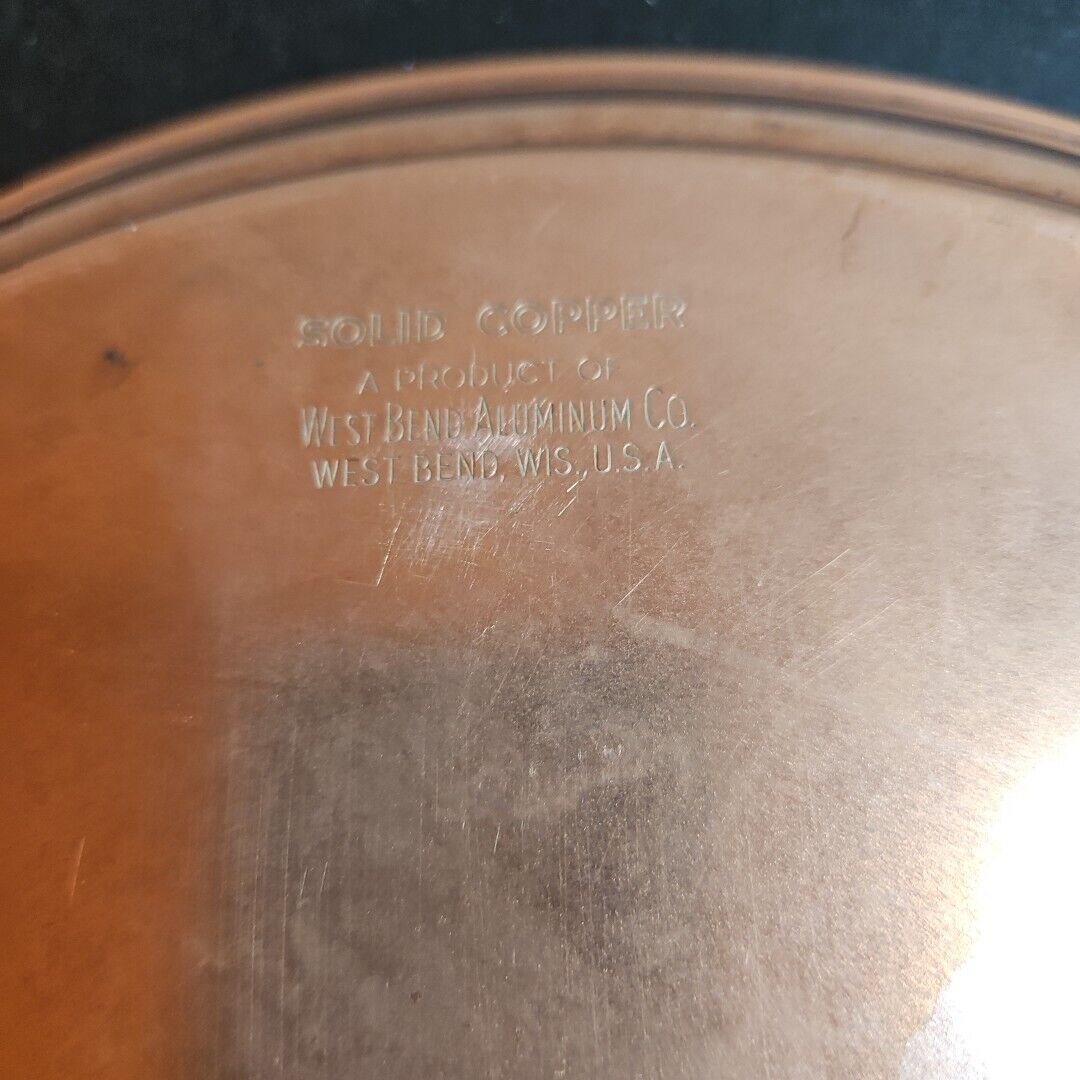 SOLID COPPER
A PRODUCT OF
WEST BEND ALUMINUM CO.
WEST BEND, WIS., U.S.A.